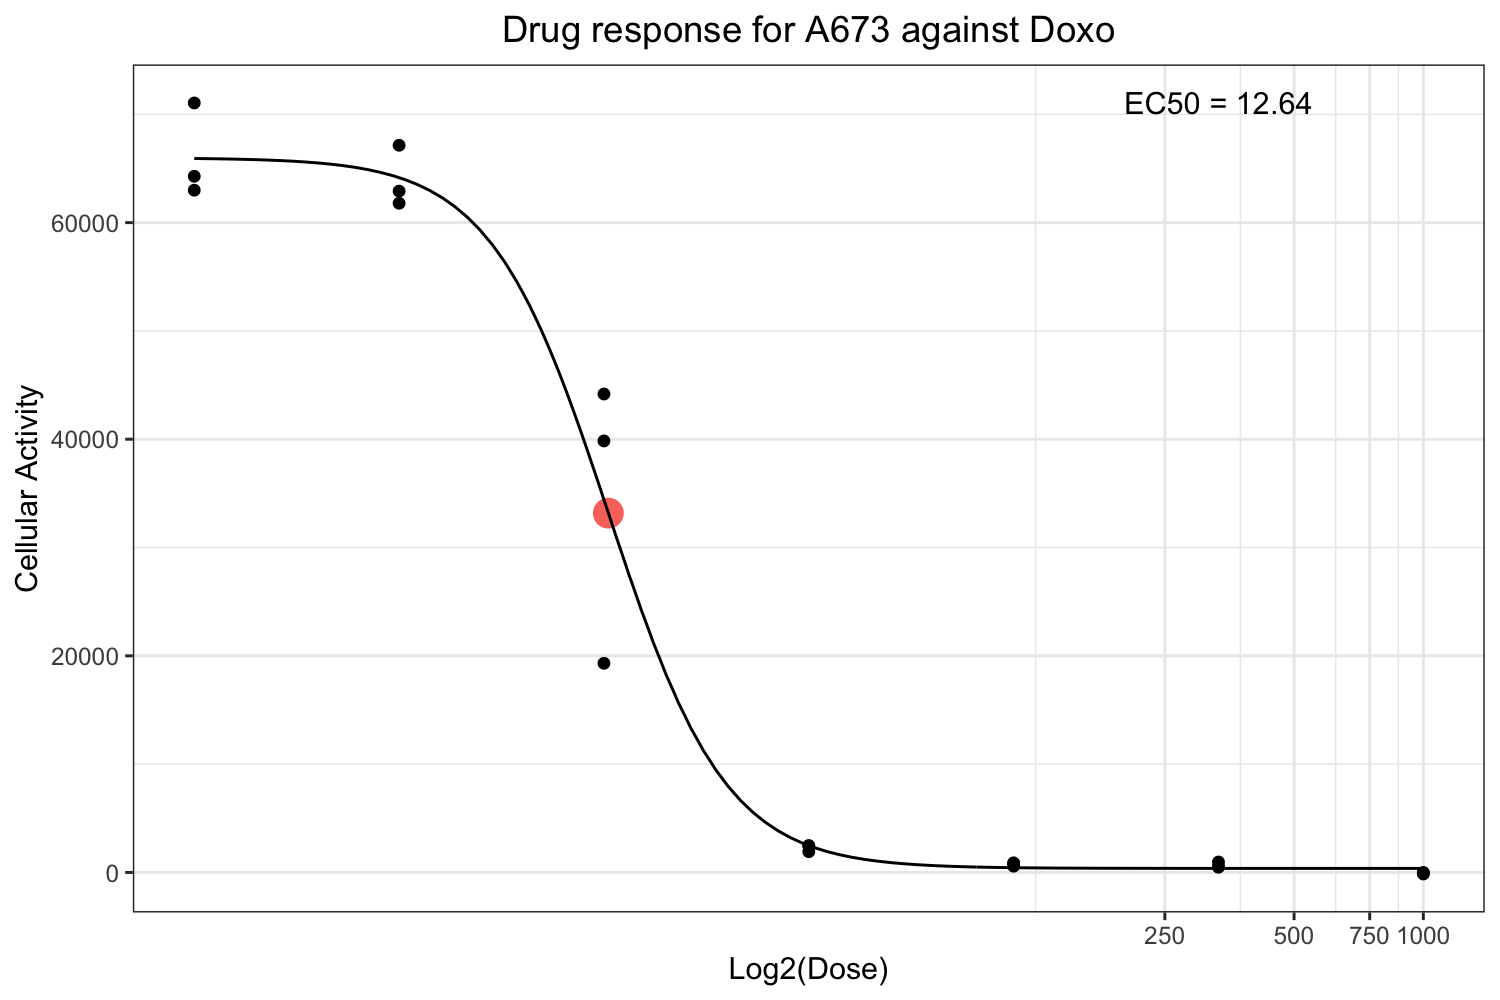 Drug response for A673 against Doxo
EC50 = 12.64
60000
40000
20000
0
Cellular Activity
250 500 750 1000
Log2(Dose)